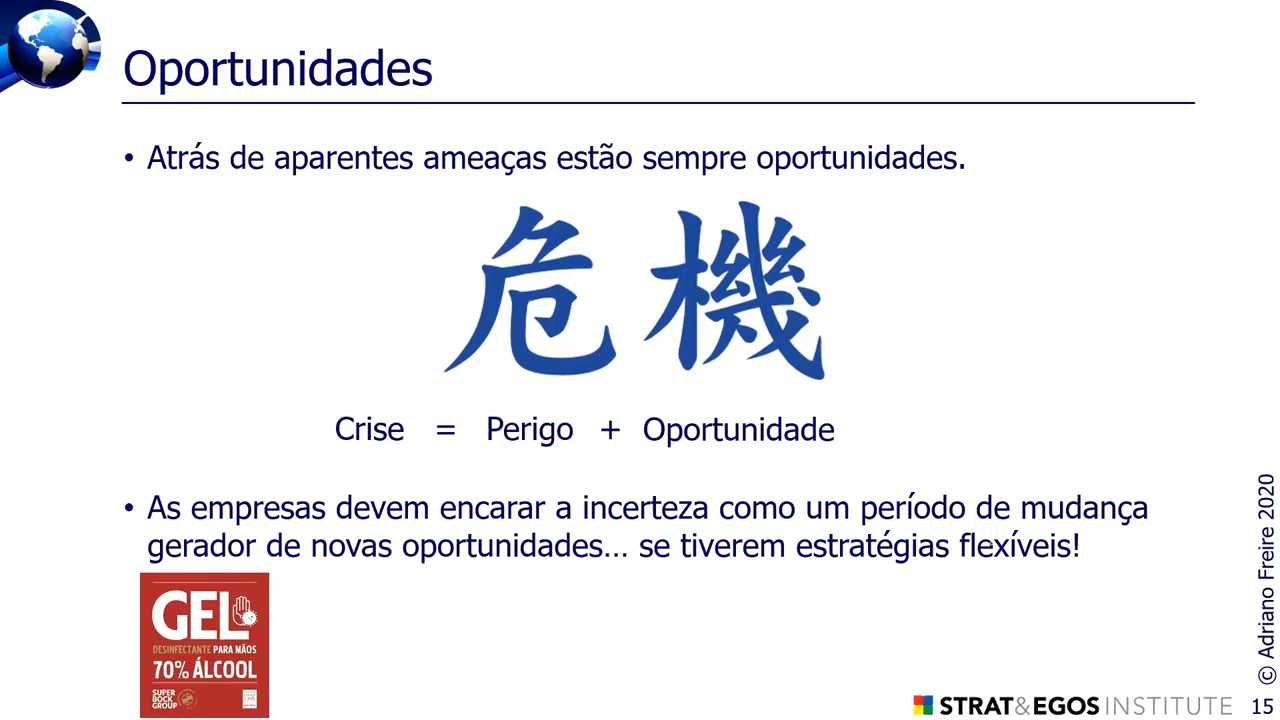 Oportunidades
• Atrás de aparentes ameaças estão sempre oportunidades.
危機
Crise = Perigo + Oportunidade
• As empresas devem encarar a incerteza como um período de mudança
gerador de novas oportunidades… se tiverem estratégias flexíveis!
GEL
DESINFECTANTE PARA MÃOS
70% ÁLCOOL
SUPER
BOCK
GROUP
© Adriano Freire 2020
STRAT&EGOS INSTITUTE
15